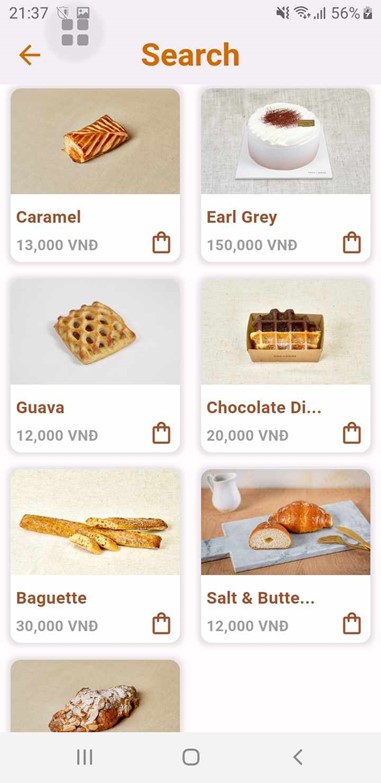 21:37
56%
Search
Caramel
13,000 VNĐ
Earl Grey
150,000 VNĐ
Guava
12,000 VNĐ
Chocolate Di...
20,000 VNĐ
Baguette
30,000 VNĐ
Salt & Butte...
12,000 VNĐ